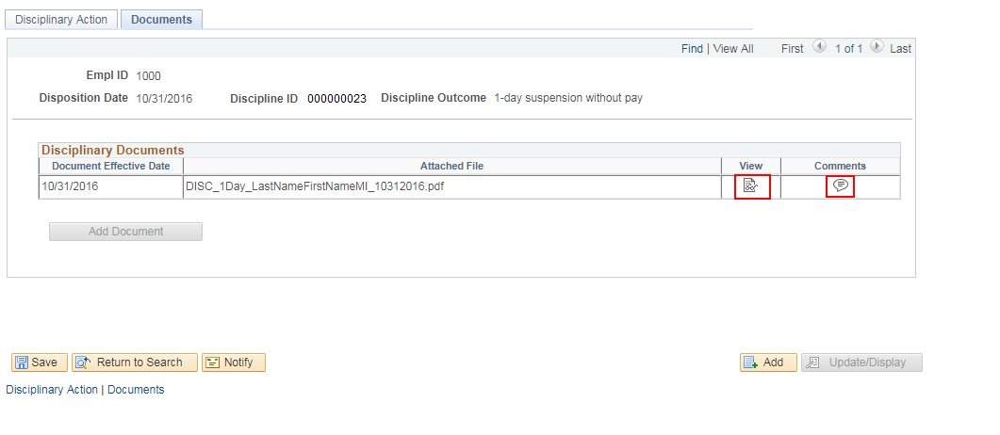 Disciplinary Action Documents
Find | View All First 1 of 1 Last
Empl ID 1000
Disposition Date 10/31/2016 Discipline ID 000000023 Discipline Outcome 1-day suspension without pay
Disciplinary Documents
Document Effective Date Attached File View Comments
10/31/2016 DISC_1Day_LastNameFirstNameMI_10312016.pdf
Add Document
Save Return to Search Notify Add Update/Display
Disciplinary Action | Documents